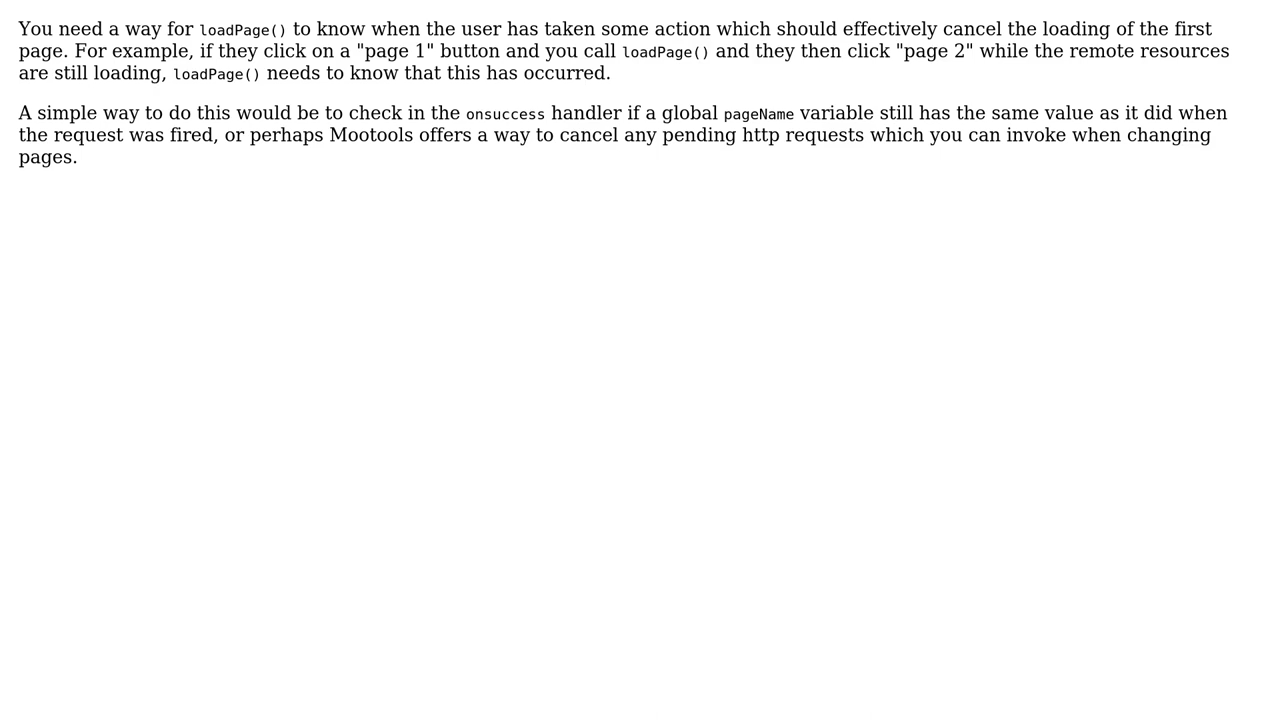 You need a way for loadPage() to know when the user has taken some action which should effectively cancel the loading of the first
page. For example, if they click on a "page 1" button and you call loadPage() and they then click "page 2" while the remote resources
are still loading, loadPage() needs to know that this has occurred.
A simple way to do this would be to check in the onsuccess handler if a global pageName variable still has the same value as it did when
the request was fired, or perhaps Mootools offers a way to cancel any pending http requests which you can invoke when changing
pages.